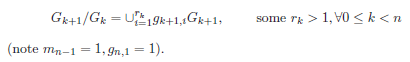 G_{k+1}/G_k = ∪_{i=1}^{r_k} g_{k+1,i}G_{k+1}, some r_k > 1, ∀0 ≤ k < n
(note m_{n−1} = 1, g_{n,1} = 1).